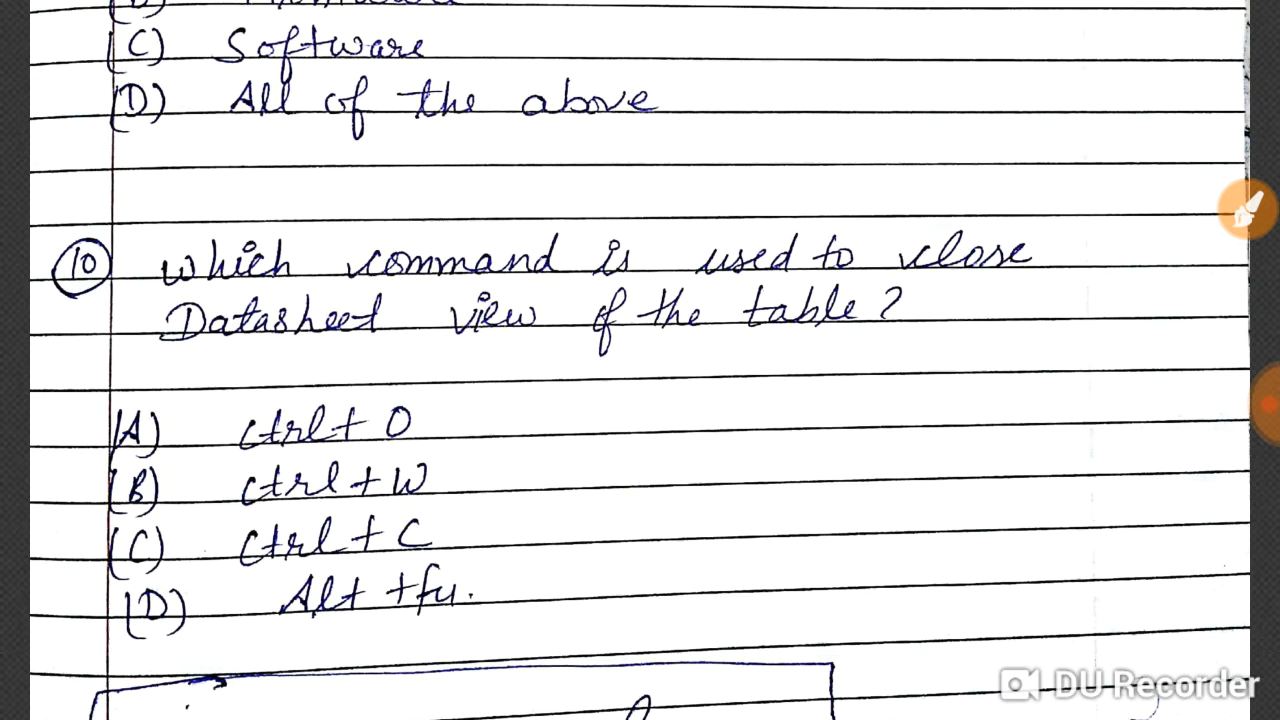 (C) Software
(D) All of the above
10 Which command is used to close
Datasheet view of the table?
(A) Ctrl + O
(B) Ctrl + W
(C) Ctrl + C
(D) Alt + f4.
DU Recorder